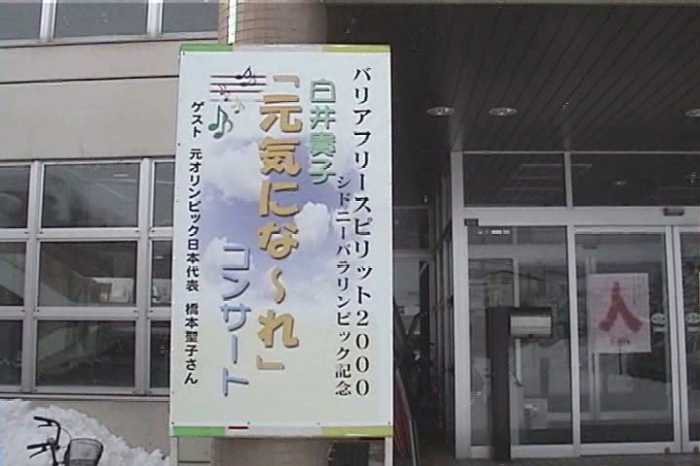 バリアフリースピリット2000
シドニーパラリンピック記念
白井貴子
「元気にな〜れ」
コンサート
ゲスト 元オリンピック日本代表 橋本聖子さん